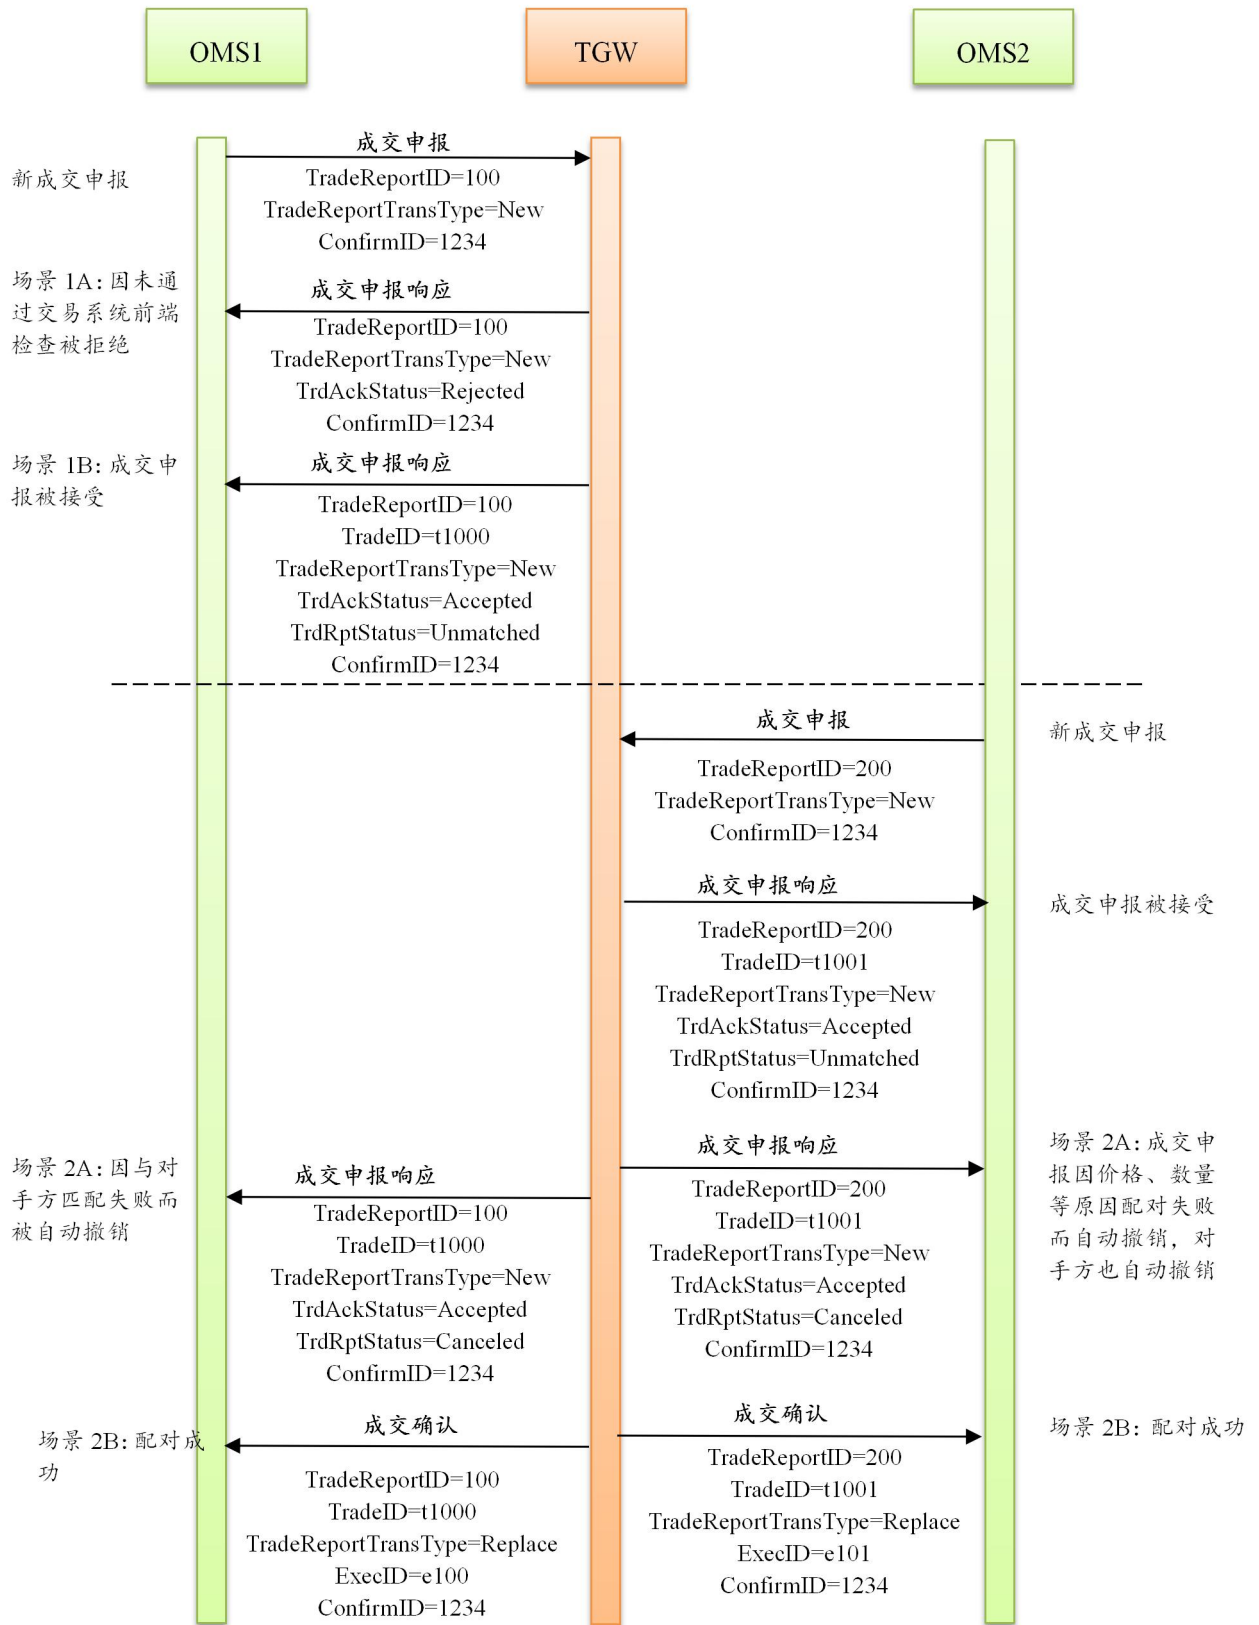 OMS1
TGW
OMS2
成交申报
新成交申报
TradeReportID=100
TradeReportTransType=New
ConfirmID=1234
场景 1A：因未通
过交易系统前端
检查被拒绝
成交申报响应
TradeReportID=100
TradeReportTransType=New
TrdAckStatus=Rejected
ConfirmID=1234
场景 1B：成交申
报被接受
成交申报响应
TradeReportID=100
TradeID=t1000
TradeReportTransType=New
TrdAckStatus=Accepted
TrdRptStatus=Unmatched
ConfirmID=1234
成交申报
新成交申报
TradeReportID=200
TradeReportTransType=New
ConfirmID=1234
成交申报响应
成交申报被接受
TradeReportID=200
TradeID=t1001
TradeReportTransType=New
TrdAckStatus=Accepted
TrdRptStatus=Unmatched
ConfirmID=1234
场景 2A：因与对
手方匹配失败而
被自动撤销
成交申报响应
TradeReportID=100
TradeID=t1000
TradeReportTransType=New
TrdAckStatus=Accepted
TrdRptStatus=Canceled
ConfirmID=1234
成交申报响应
TradeReportID=200
TradeID=t1001
TradeReportTransType=New
TrdAckStatus=Accepted
TrdRptStatus=Canceled
ConfirmID=1234
场景 2A：成交申
报因价格、数量
等原因配对失败
而自动撤销，对
手方也自动撤销
场景 2B：配对成
功
成交确认
TradeReportID=100
TradeID=t1000
TradeReportTransType=Replace
ExecID=e100
ConfirmID=1234
成交确认
TradeReportID=200
TradeID=t1001
TradeReportTransType=Replace
ExecID=e101
ConfirmID=1234
场景 2B：配对成功